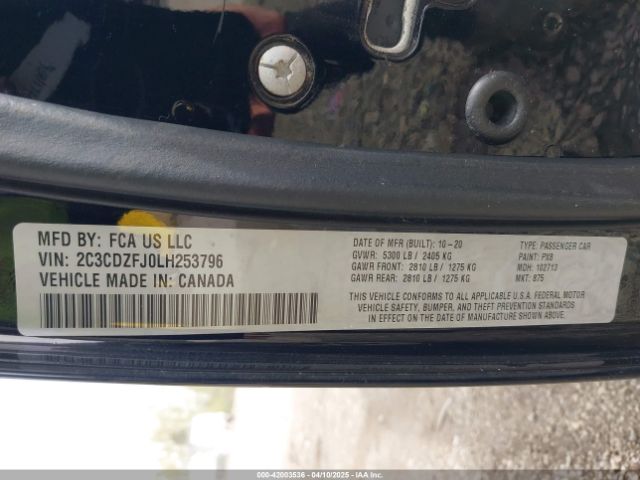 MFD BY: FCA US LLC
VIN: 2C3CDZFJ0LH253796
VEHICLE MADE IN: CANADA
DATE OF MFR (BUILT): 10-20
GVWR: 5300 LB / 2405 KG
GAWR FRONT: 2810 LB / 1275 KG
GAWR REAR: 2810 LB / 1275 KG
TYPE: PASSENGER CAR
PAINT: PX8
MDH: 102713
MKT: 875
THIS VEHICLE CONFORMS TO ALL APPLICABLE U.S.A. FEDERAL MOTOR
VEHICLE SAFETY, BUMPER, AND THEFT PREVENTION STANDARDS
IN EFFECT ON THE DATE OF MANUFACTURE SHOWN ABOVE.
000-42003536 - 04/10/2025 - IAA Holdings, LLC